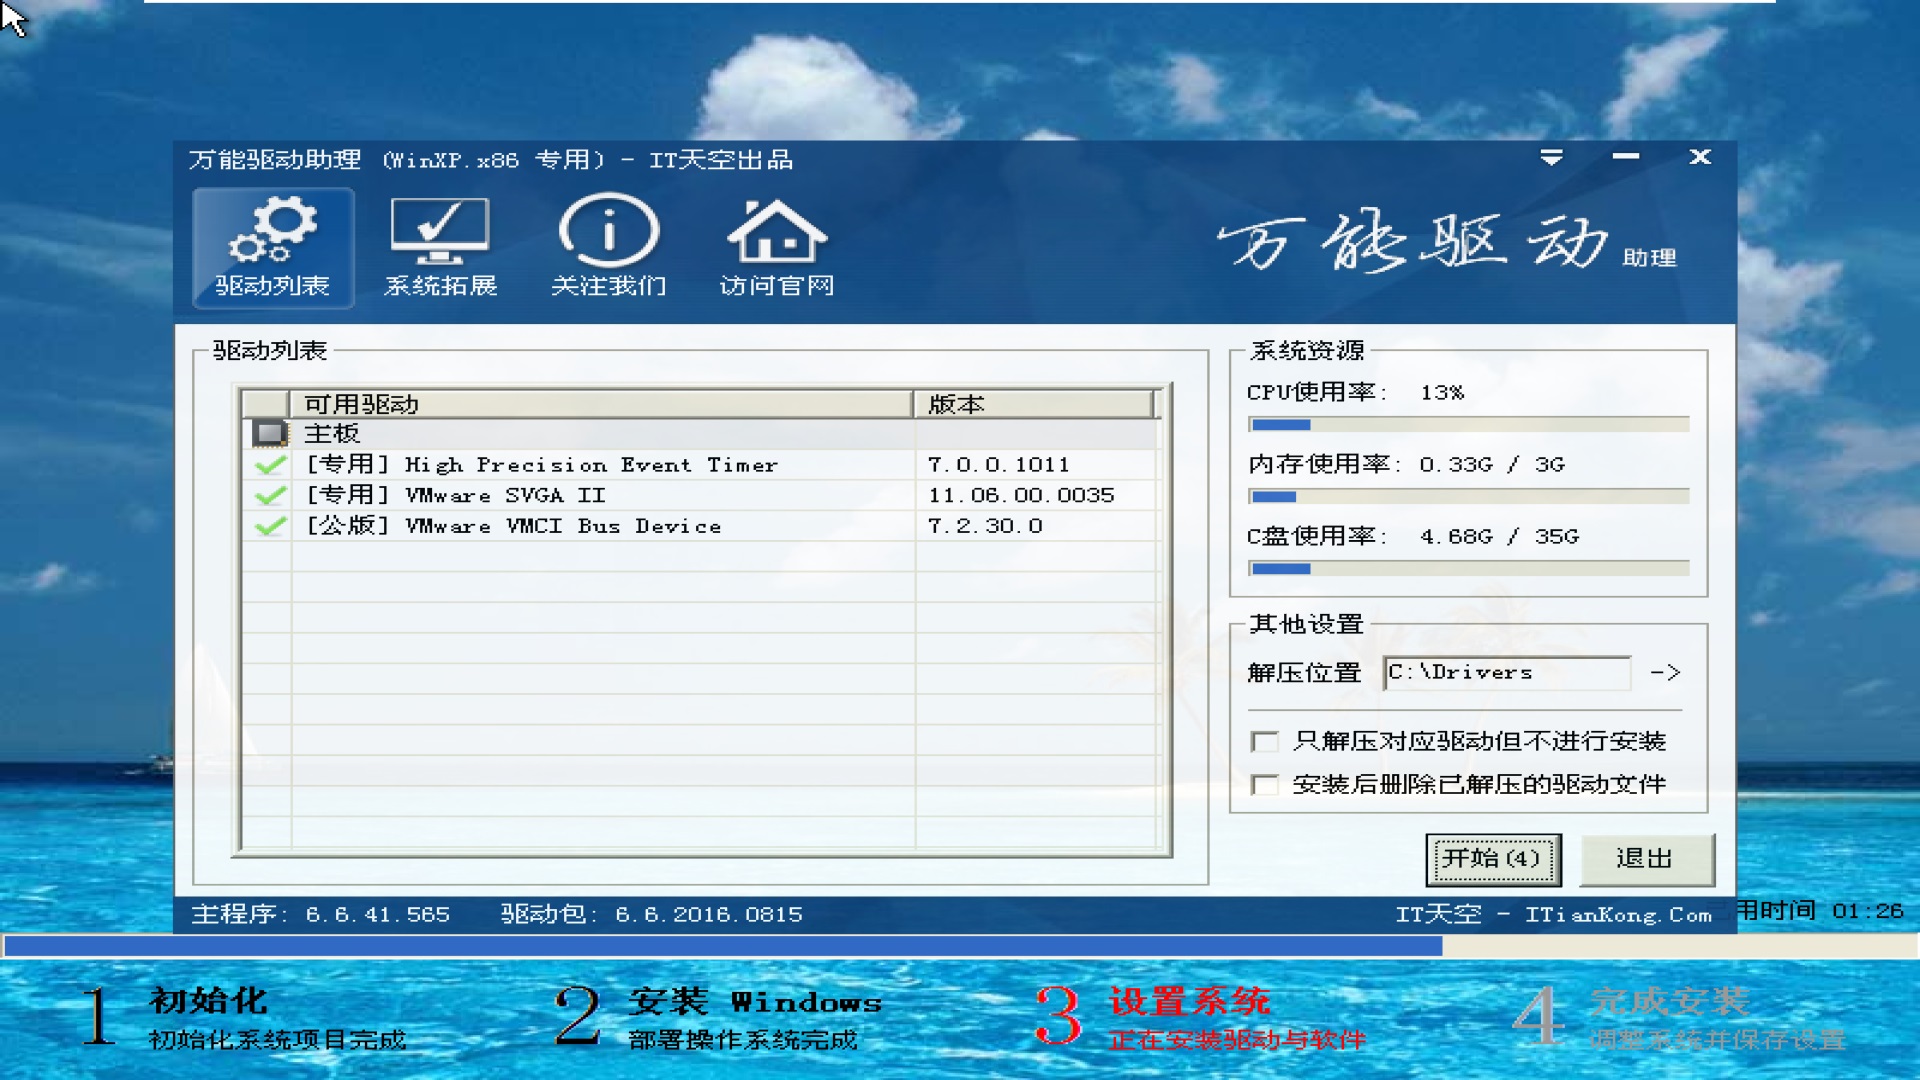 万能驱动助理 (WinXP.x86 专用) - IT天空出品
驱动列表
系统拓展
关注我们
访问官网
万能驱动 助理
驱动列表
可用驱动 版本
主板
[专用] High Precision Event Timer 7.0.0.1011
[专用] VMware SVGA II 11.06.00.0035
[公版] VMware VMCI Bus Device 7.2.30.0
系统资源
CPU使用率: 13%
内存使用率: 0.33G / 3G
C盘使用率: 4.68G / 35G
其他设置
解压位置 C:\Drivers ->
只解压对应驱动但不进行安装
安装后删除已解压的驱动文件
开始(4) 退出
主程序: 6.6.41.565 驱动包: 6.6.2016.0815 IT天空 - ITianKong.Com
用时间 01:26
1 初始化
初始化系统项目完成
2 安装 Windows
部署操作系统完成
3 设置系统
正在安装驱动与软件
4 完成安装
调整系统并保存设置